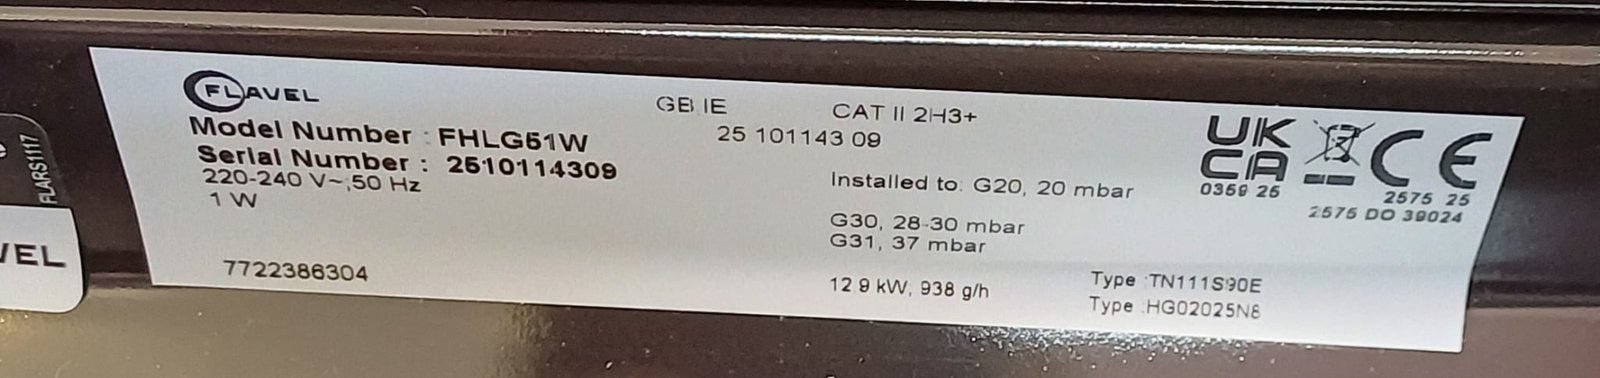 FLAVEL
Model Number : FHLG51W
Serial Number : 2510114309
220-240 V~;50 Hz
1 W
7722386304
GB IE
25 101143 09
CAT II 2H3+
Installed to: G20, 20 mbar
G30, 28-30 mbar
G31, 37 mbar
12.9 kW, 938 g/h
Type :TN111S90E
Type :HG02025N8
UK
CA
0359 25
CE
2575 25
2575 DO 39024
FLARS1117
VEL